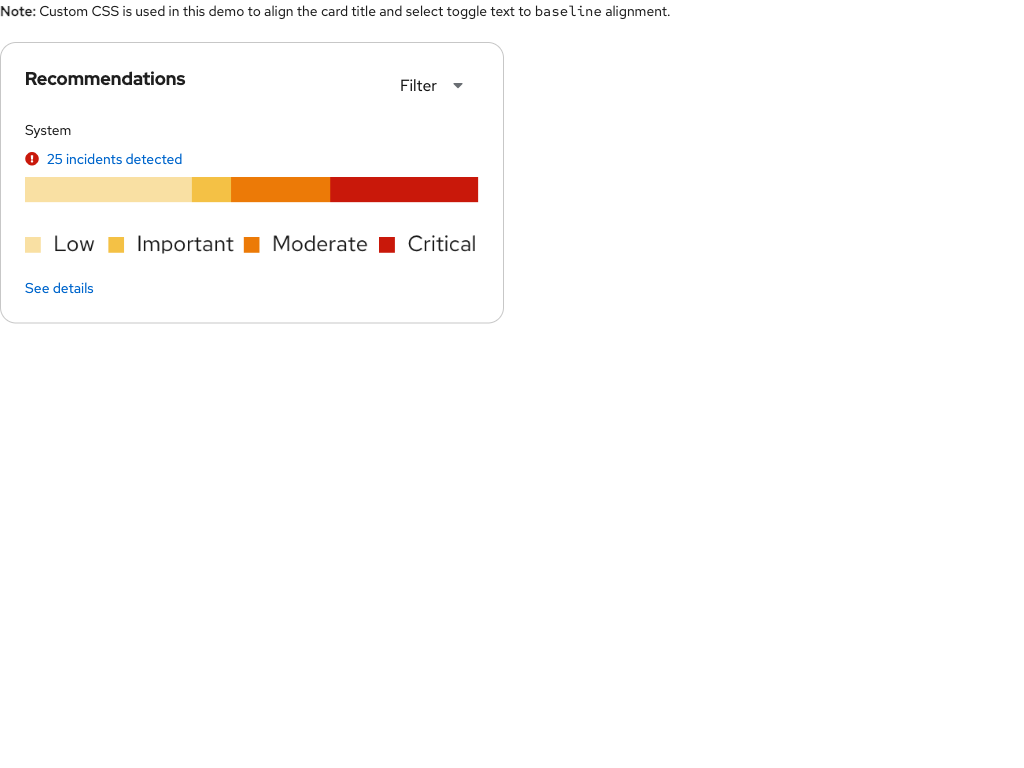 Note: Custom CSS is used in this demo to align the card title and select toggle text to baseline alignment.
Recommendations
Filter
System
25 incidents detected
Low Important Moderate Critical
See details